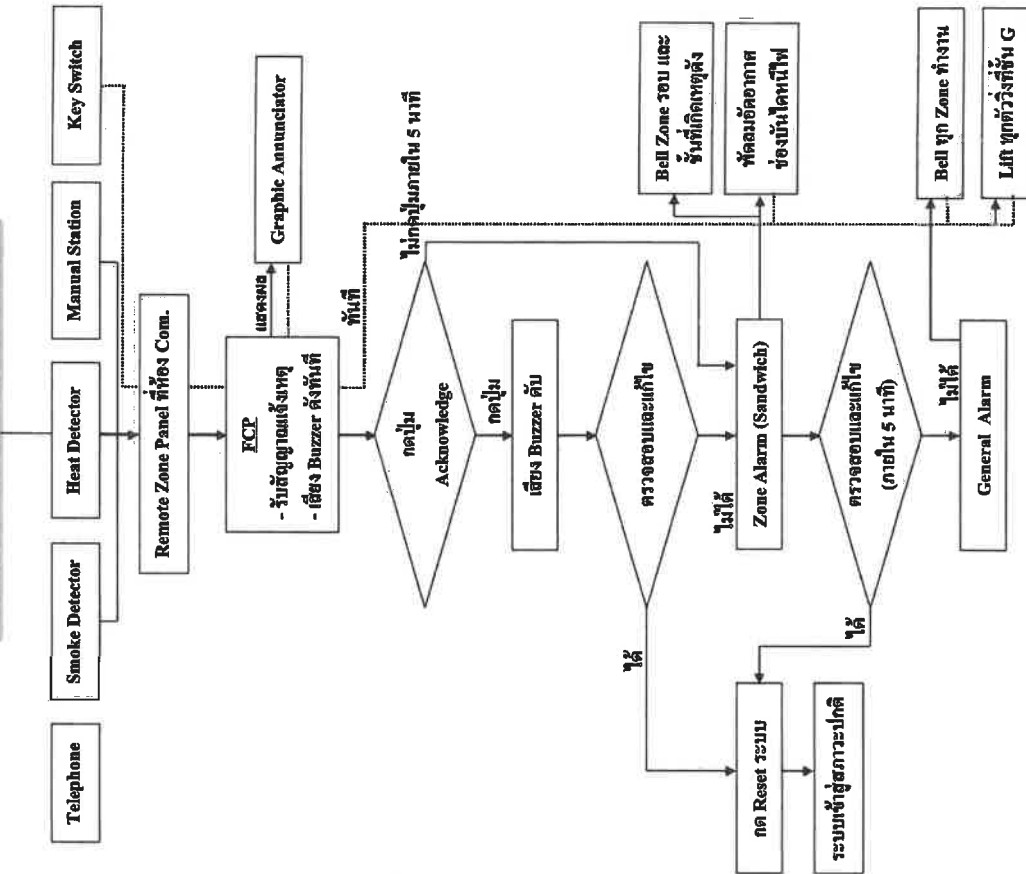 Telephone
Smoke Detector
Heat Detector
Manual Station
Key Switch
Remote Zone Panel ที่ห้อง Com.
FCP
- รับสัญญาณแจ้งเหตุ
- เสียง Buzzer ดังทันที
แสดงผล
Graphic Annunciator
ทันที
กดปุ่ม
Acknowledge
ไม่กดปุ่มภายใน 5 นาที
กดปุ่ม
เสียง Buzzer ดับ
ตรวจสอบและแก้ไข
ได้
ไม่ได้
Zone Alarm (Sandwich)
Bell Zone รอบ และ
ชั้นที่เกิดเหตุดัง
พัดลมอัดอากาศ
ช่องบันไดหนีไฟ
กด Reset ระบบ
ระบบเข้าสู่สภาวะปกติ
ตรวจสอบและแก้ไข
(ภายใน 5 นาที)
ได้
ไม่ได้
General Alarm
Bell ทุก Zone ทำงาน
Lift ทุกตัววิ่งที่ชั้น G